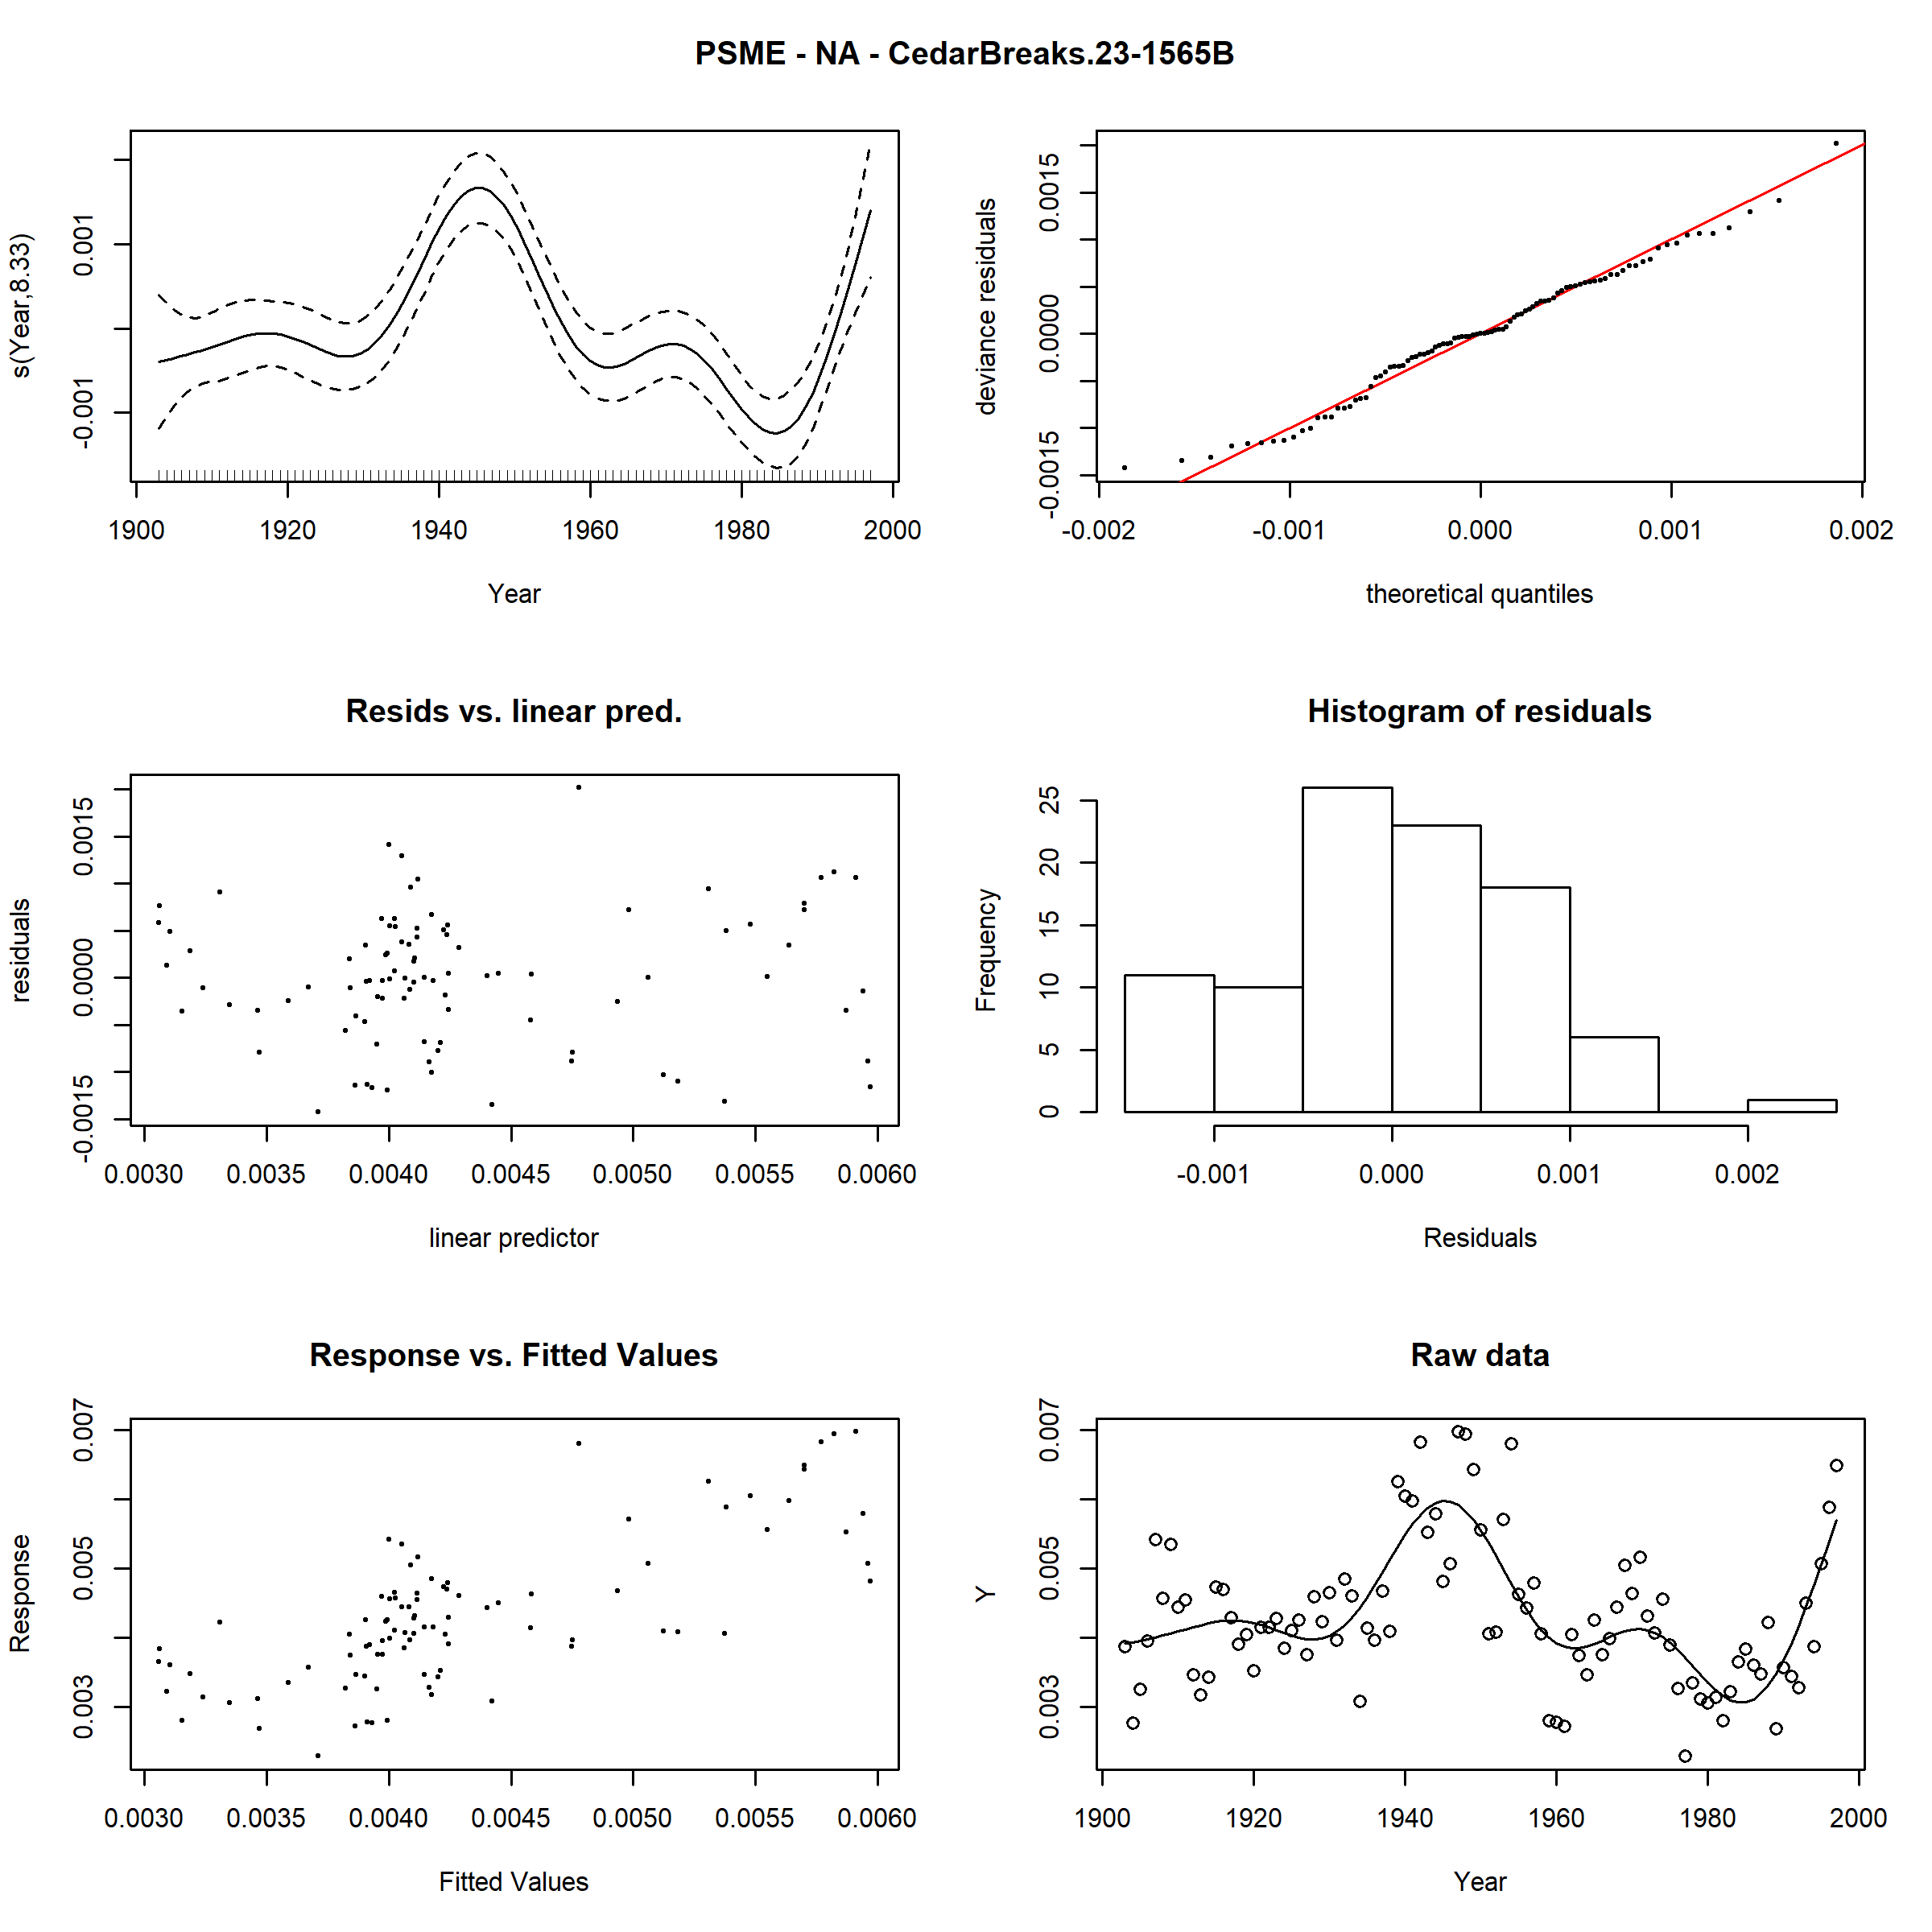 PSME - NA - CedarBreaks.23-1565B
s(Year,8.33)
-0.001 0.001
1900 1920 1940 1960 1980 2000
Year
deviance residuals
-0.0015 0.0000 0.0015
-0.002 -0.001 0.000 0.001 0.002
theoretical quantiles
Resids vs. linear pred.
residuals
-0.0015 0.0000 0.0015
0.0030 0.0035 0.0040 0.0045 0.0050 0.0055 0.0060
linear predictor
Histogram of residuals
Frequency
0 5 10 15 20 25
-0.001 0.000 0.001 0.002
Residuals
Response vs. Fitted Values
Response
0.003 0.005 0.007
0.0030 0.0035 0.0040 0.0045 0.0050 0.0055 0.0060
Fitted Values
Raw data
Y
0.003 0.005 0.007
1900 1920 1940 1960 1980 2000
Year